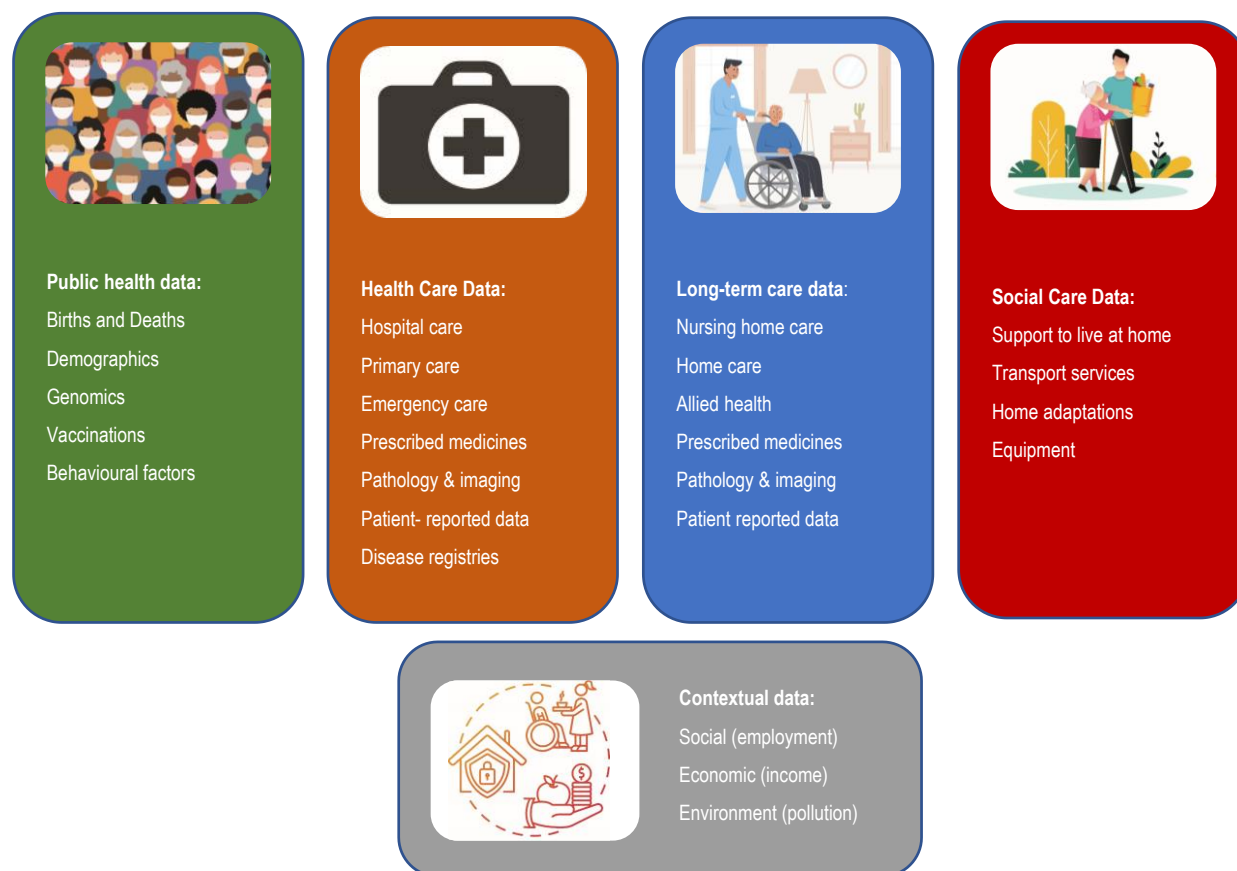 Public health data:
Births and Deaths
Demographics
Genomics
Vaccinations
Behavioural factors
Health Care Data:
Hospital care
Primary care
Emergency care
Prescribed medicines
Pathology & imaging
Patient- reported data
Disease registries
Long-term care data:
Nursing home care
Home care
Allied health
Prescribed medicines
Pathology & imaging
Patient reported data
Social Care Data:
Support to live at home
Transport services
Home adaptations
Equipment
Contextual data:
Social (employment)
Economic (income)
Environment (pollution)
$